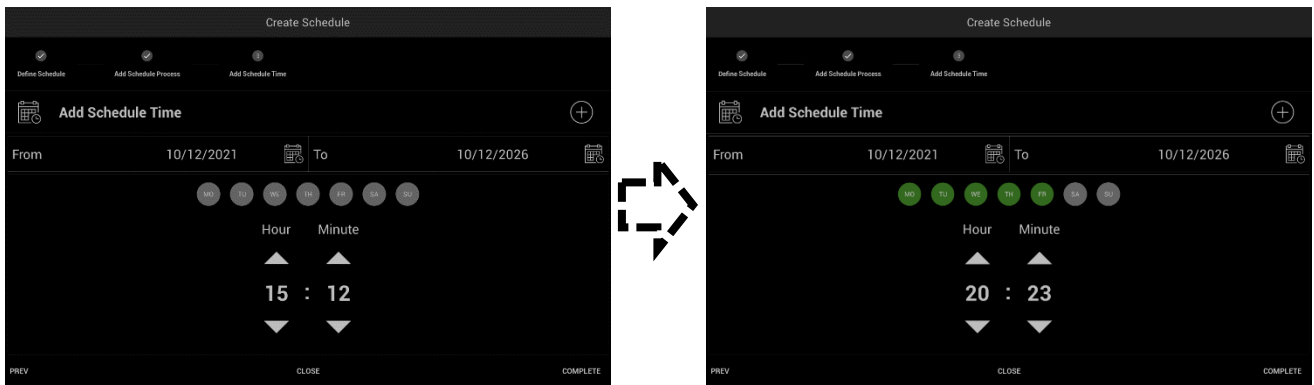 Create Schedule
3
Define Schedule Add Schedule Process Add Schedule Time
Add Schedule Time
From 10/12/2021 To 10/12/2026
MO TU WE TH FR SA SU
Hour Minute
15 : 12
PREV CLOSE COMPLETE
Create Schedule
3
Define Schedule Add Schedule Process Add Schedule Time
Add Schedule Time
From 10/12/2021 To 10/12/2026
MO TU WE TH FR SA SU
Hour Minute
20 : 23
PREV CLOSE COMPLETE